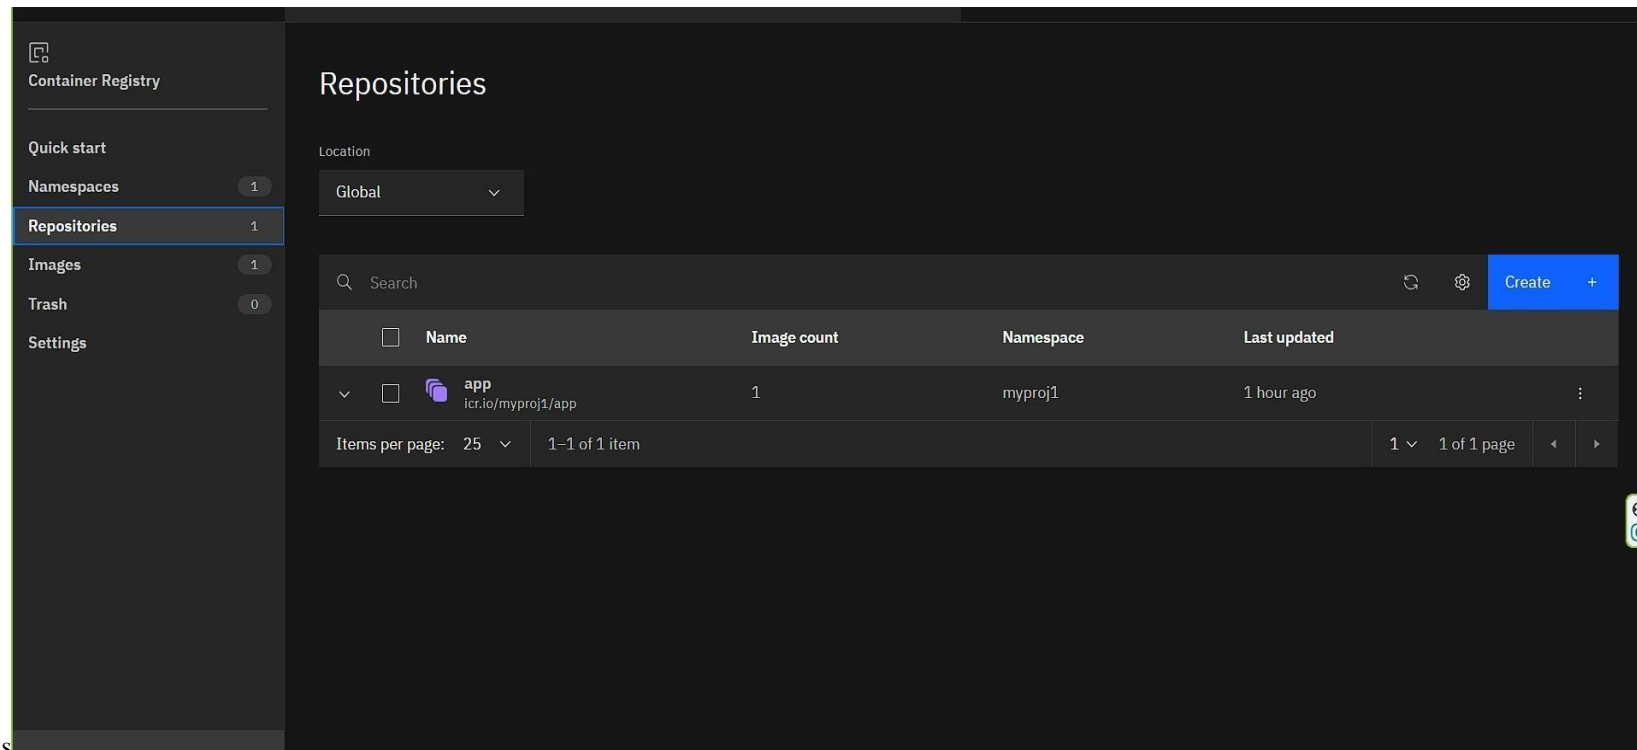 Container Registry
Quick start
Namespaces 1
Repositories 1
Images 1
Trash 0
Settings
Repositories
Location
Global
Search
Create +
Name Image count Namespace Last updated
app 1 myproj1 1 hour ago
icr.io/myproj1/app
Items per page: 25 1–1 of 1 item 1 1 of 1 page
s